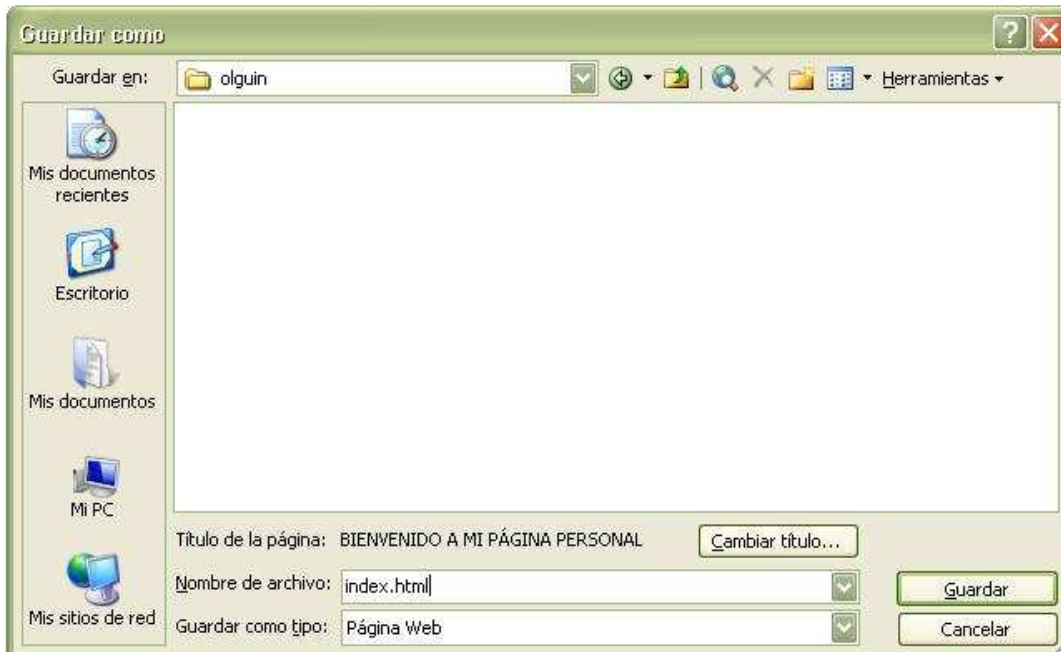 Guardar como
Guardar en:
olguin
Herramientas
Mis documentos
recientes
Escritorio
Mis documentos
Mi PC
Mis sitios de red
Título de la página: BIENVENIDO A MI PÁGINA PERSONAL
Cambiar título...
Nombre de archivo: index.html
Guardar
Guardar como tipo: Página Web
Cancelar